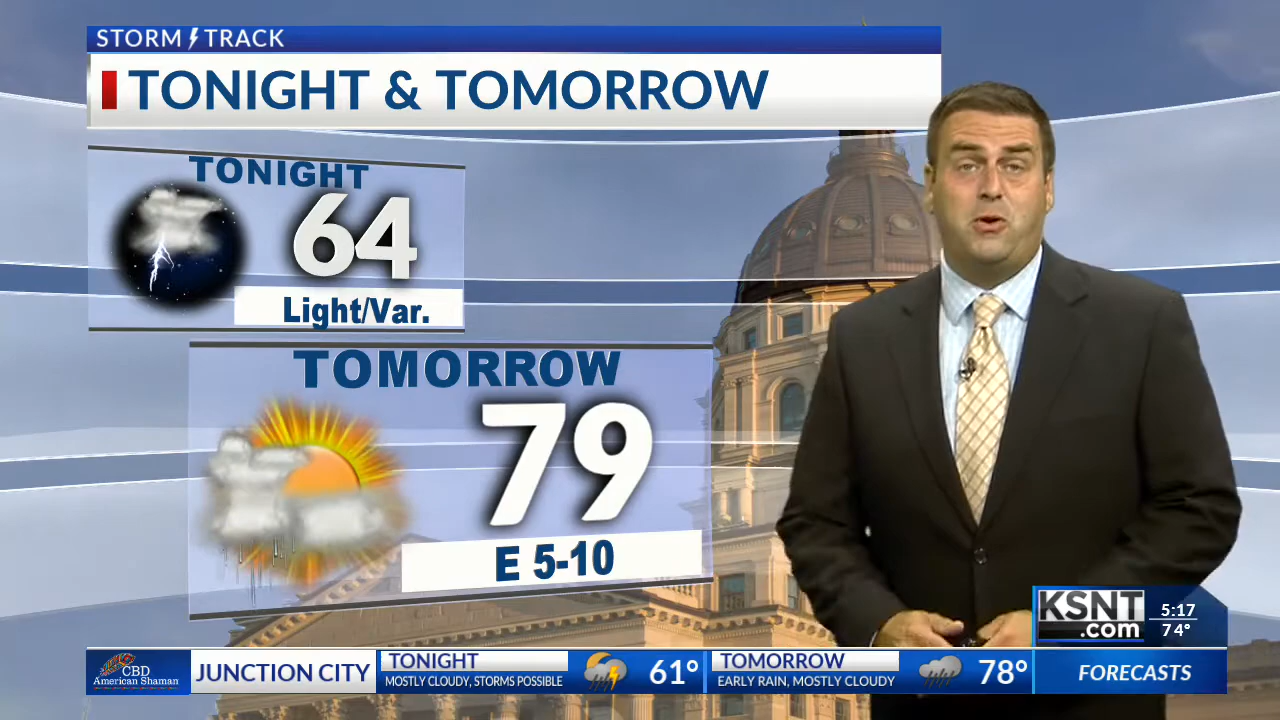 STORM TRACK
TONIGHT & TOMORROW
TONIGHT
64
Light/Var.
TOMORROW
79
E 5-10
KSNT
.com
5:17
74°
CBD
American Shaman
JUNCTION CITY
TONIGHT
MOSTLY CLOUDY, STORMS POSSIBLE
61°
TOMORROW
EARLY RAIN, MOSTLY CLOUDY
78°
FORECASTS